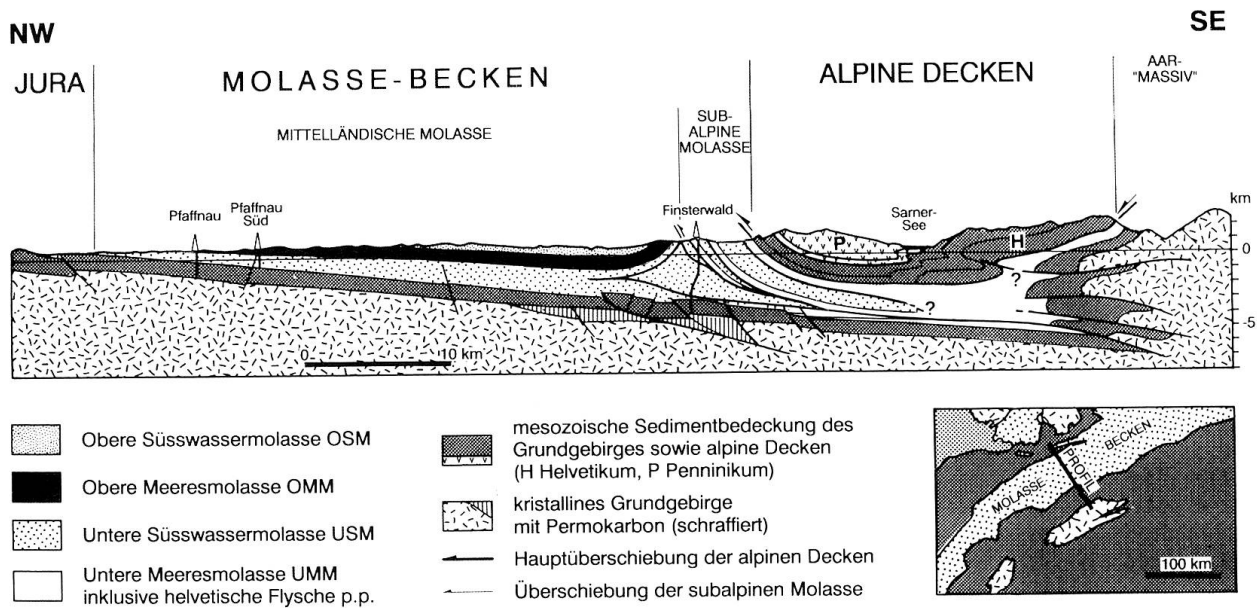 NW
SE
JURA
MOLASSE-BECKEN
ALPINE DECKEN
AAR-
"MASSIV"
MITTELLÄNDISCHE MOLASSE
SUB-
ALPINE
MOLASSE
Pfaffnau
Pfaffnau
Süd
Finsterwald
Sarner-
See
km
P
H
0
?
?
-5
0 10 km
Obere Süsswassermolasse OSM
Obere Meeresmolasse OMM
Untere Süsswassermolasse USM
Untere Meeresmolasse UMM
inklusive helvetische Flysche p.p.
mesozoische Sedimentbedeckung des
Grundgebirges sowie alpine Decken
(H Helvetikum, P Penninikum)
kristallines Grundgebirge
mit Permokarbon (schraffiert)
Hauptüberschiebung der alpinen Decken
Überschiebung der subalpinen Molasse
MOLASSE BECKEN
PROFIL
100 km